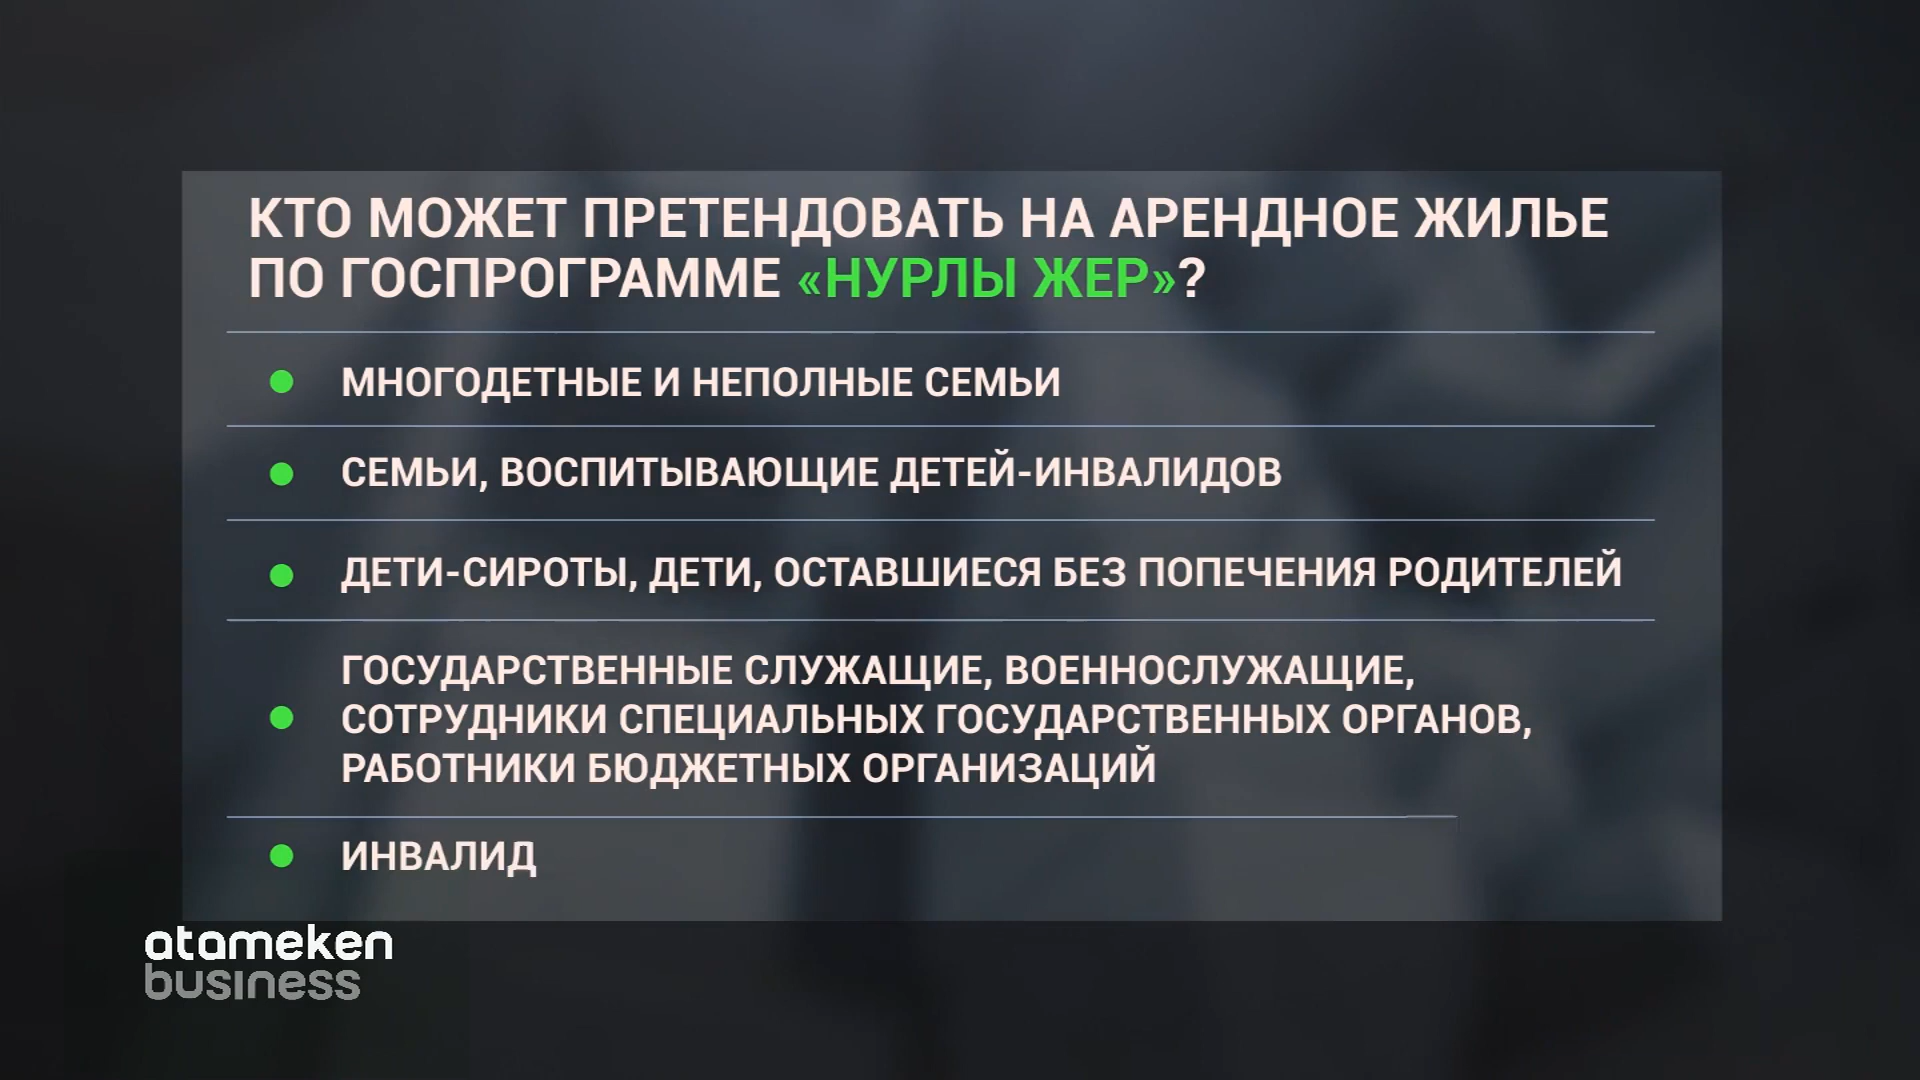 КТО МОЖЕТ ПРЕТЕНДОВАТЬ НА АРЕНДНОЕ ЖИЛЬЕ
ПО ГОСПРОГРАММЕ «НУРЛЫ ЖЕР»?
МНОГОДЕТНЫЕ И НЕПОЛНЫЕ СЕМЬИ
СЕМЬИ, ВОСПИТЫВАЮЩИЕ ДЕТЕЙ-ИНВАЛИДОВ
ДЕТИ-СИРОТЫ, ДЕТИ, ОСТАВШИЕСЯ БЕЗ ПОПЕЧЕНИЯ РОДИТЕЛЕЙ
ГОСУДАРСТВЕННЫЕ СЛУЖАЩИЕ, ВОЕННОСЛУЖАЩИЕ,
СОТРУДНИКИ СПЕЦИАЛЬНЫХ ГОСУДАРСТВЕННЫХ ОРГАНОВ,
РАБОТНИКИ БЮДЖЕТНЫХ ОРГАНИЗАЦИЙ
ИНВАЛИД
atameken
business